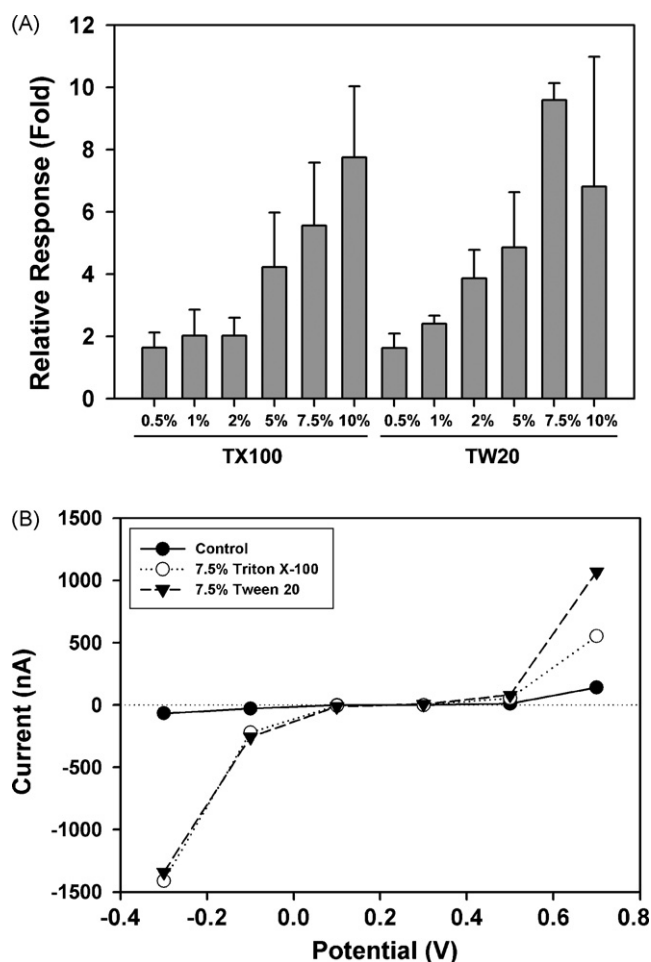 (A)
Relative Response (Fold)
12
10
8
6
4
2
0
0.5% 1% 2% 5% 7.5% 10% 0.5% 1% 2% 5% 7.5% 10%
TX100 TW20
(B)
Current (nA)
1500
1000
500
0
-500
-1000
-1500
Control
7.5% Triton X-100
7.5% Tween 20
-0.4 -0.2 0.0 0.2 0.4 0.6 0.8
Potential (V)